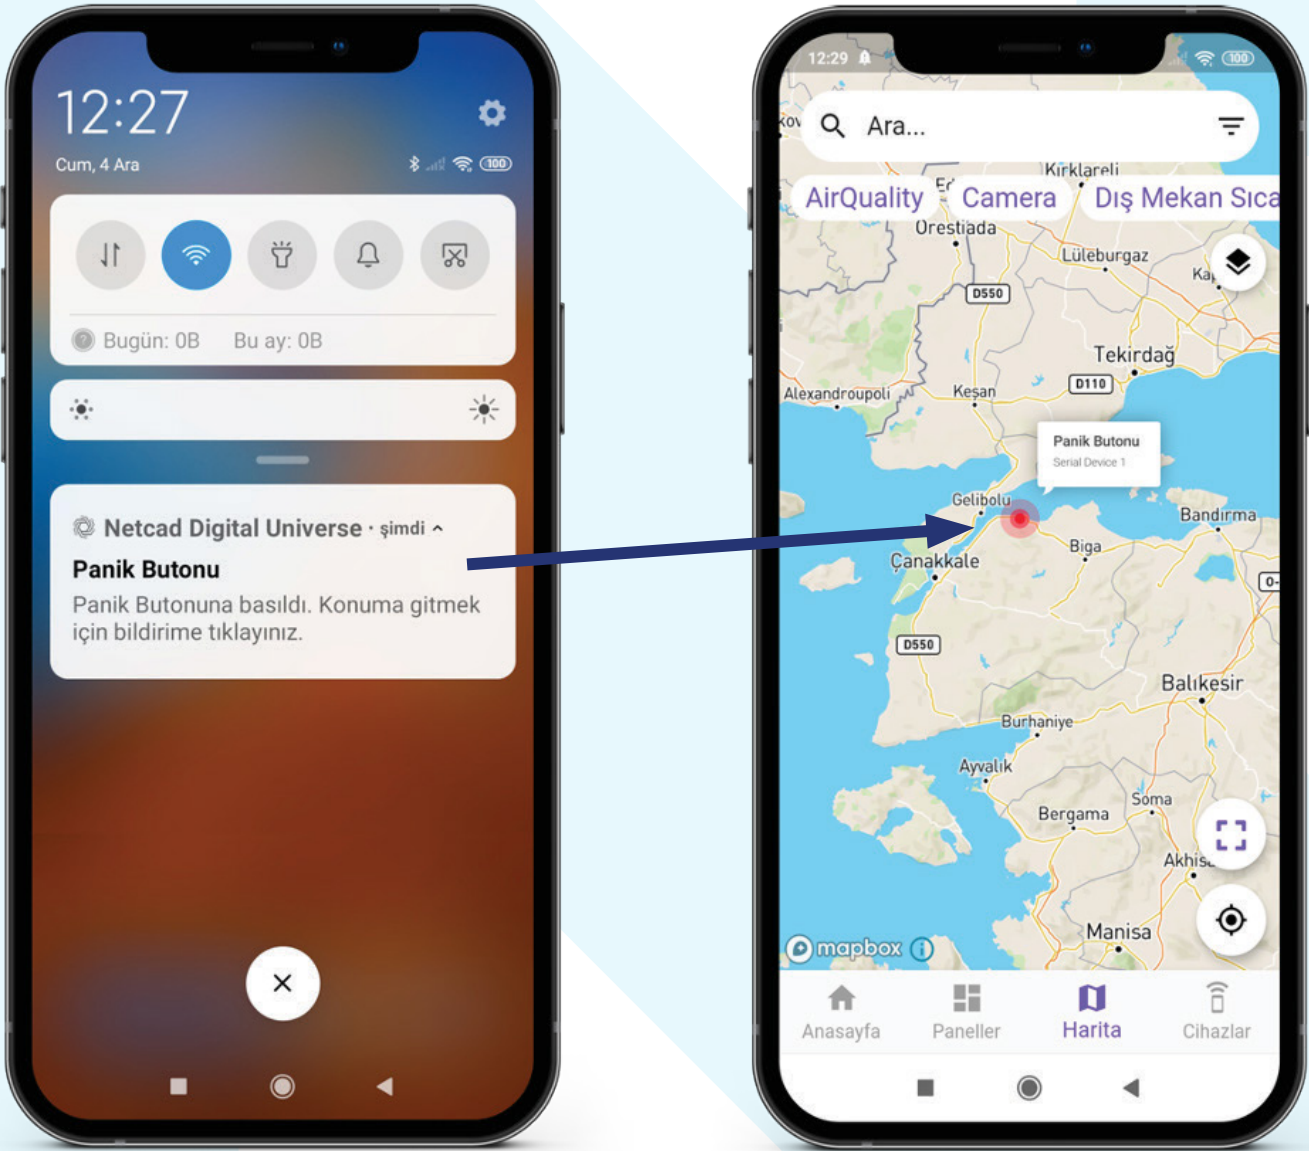 12:27
Cum, 4 Ara
100
Bugün: 0B Bu ay: 0B
Netcad Digital Universe · şimdi
Panik Butonu
Panik Butonuna basıldı. Konuma gitmek
için bildirime tıklayınız.
12:29
100
Ara...
Kırklareli
AirQuality
Camera
Dış Mekan Sıca
Orestiada
Lüleburgaz
D550
Tekirdağ
D110
Alexandroupoli
Keşan
Panik Butonu
Serial Device 1
Gelibolu
Bandırma
Biga
Çanakkale
D550
Balıkesir
Burhaniye
Ayvalık
Soma
Bergama
Manisa
mapbox
Anasayfa
Paneller
Harita
Cihazlar